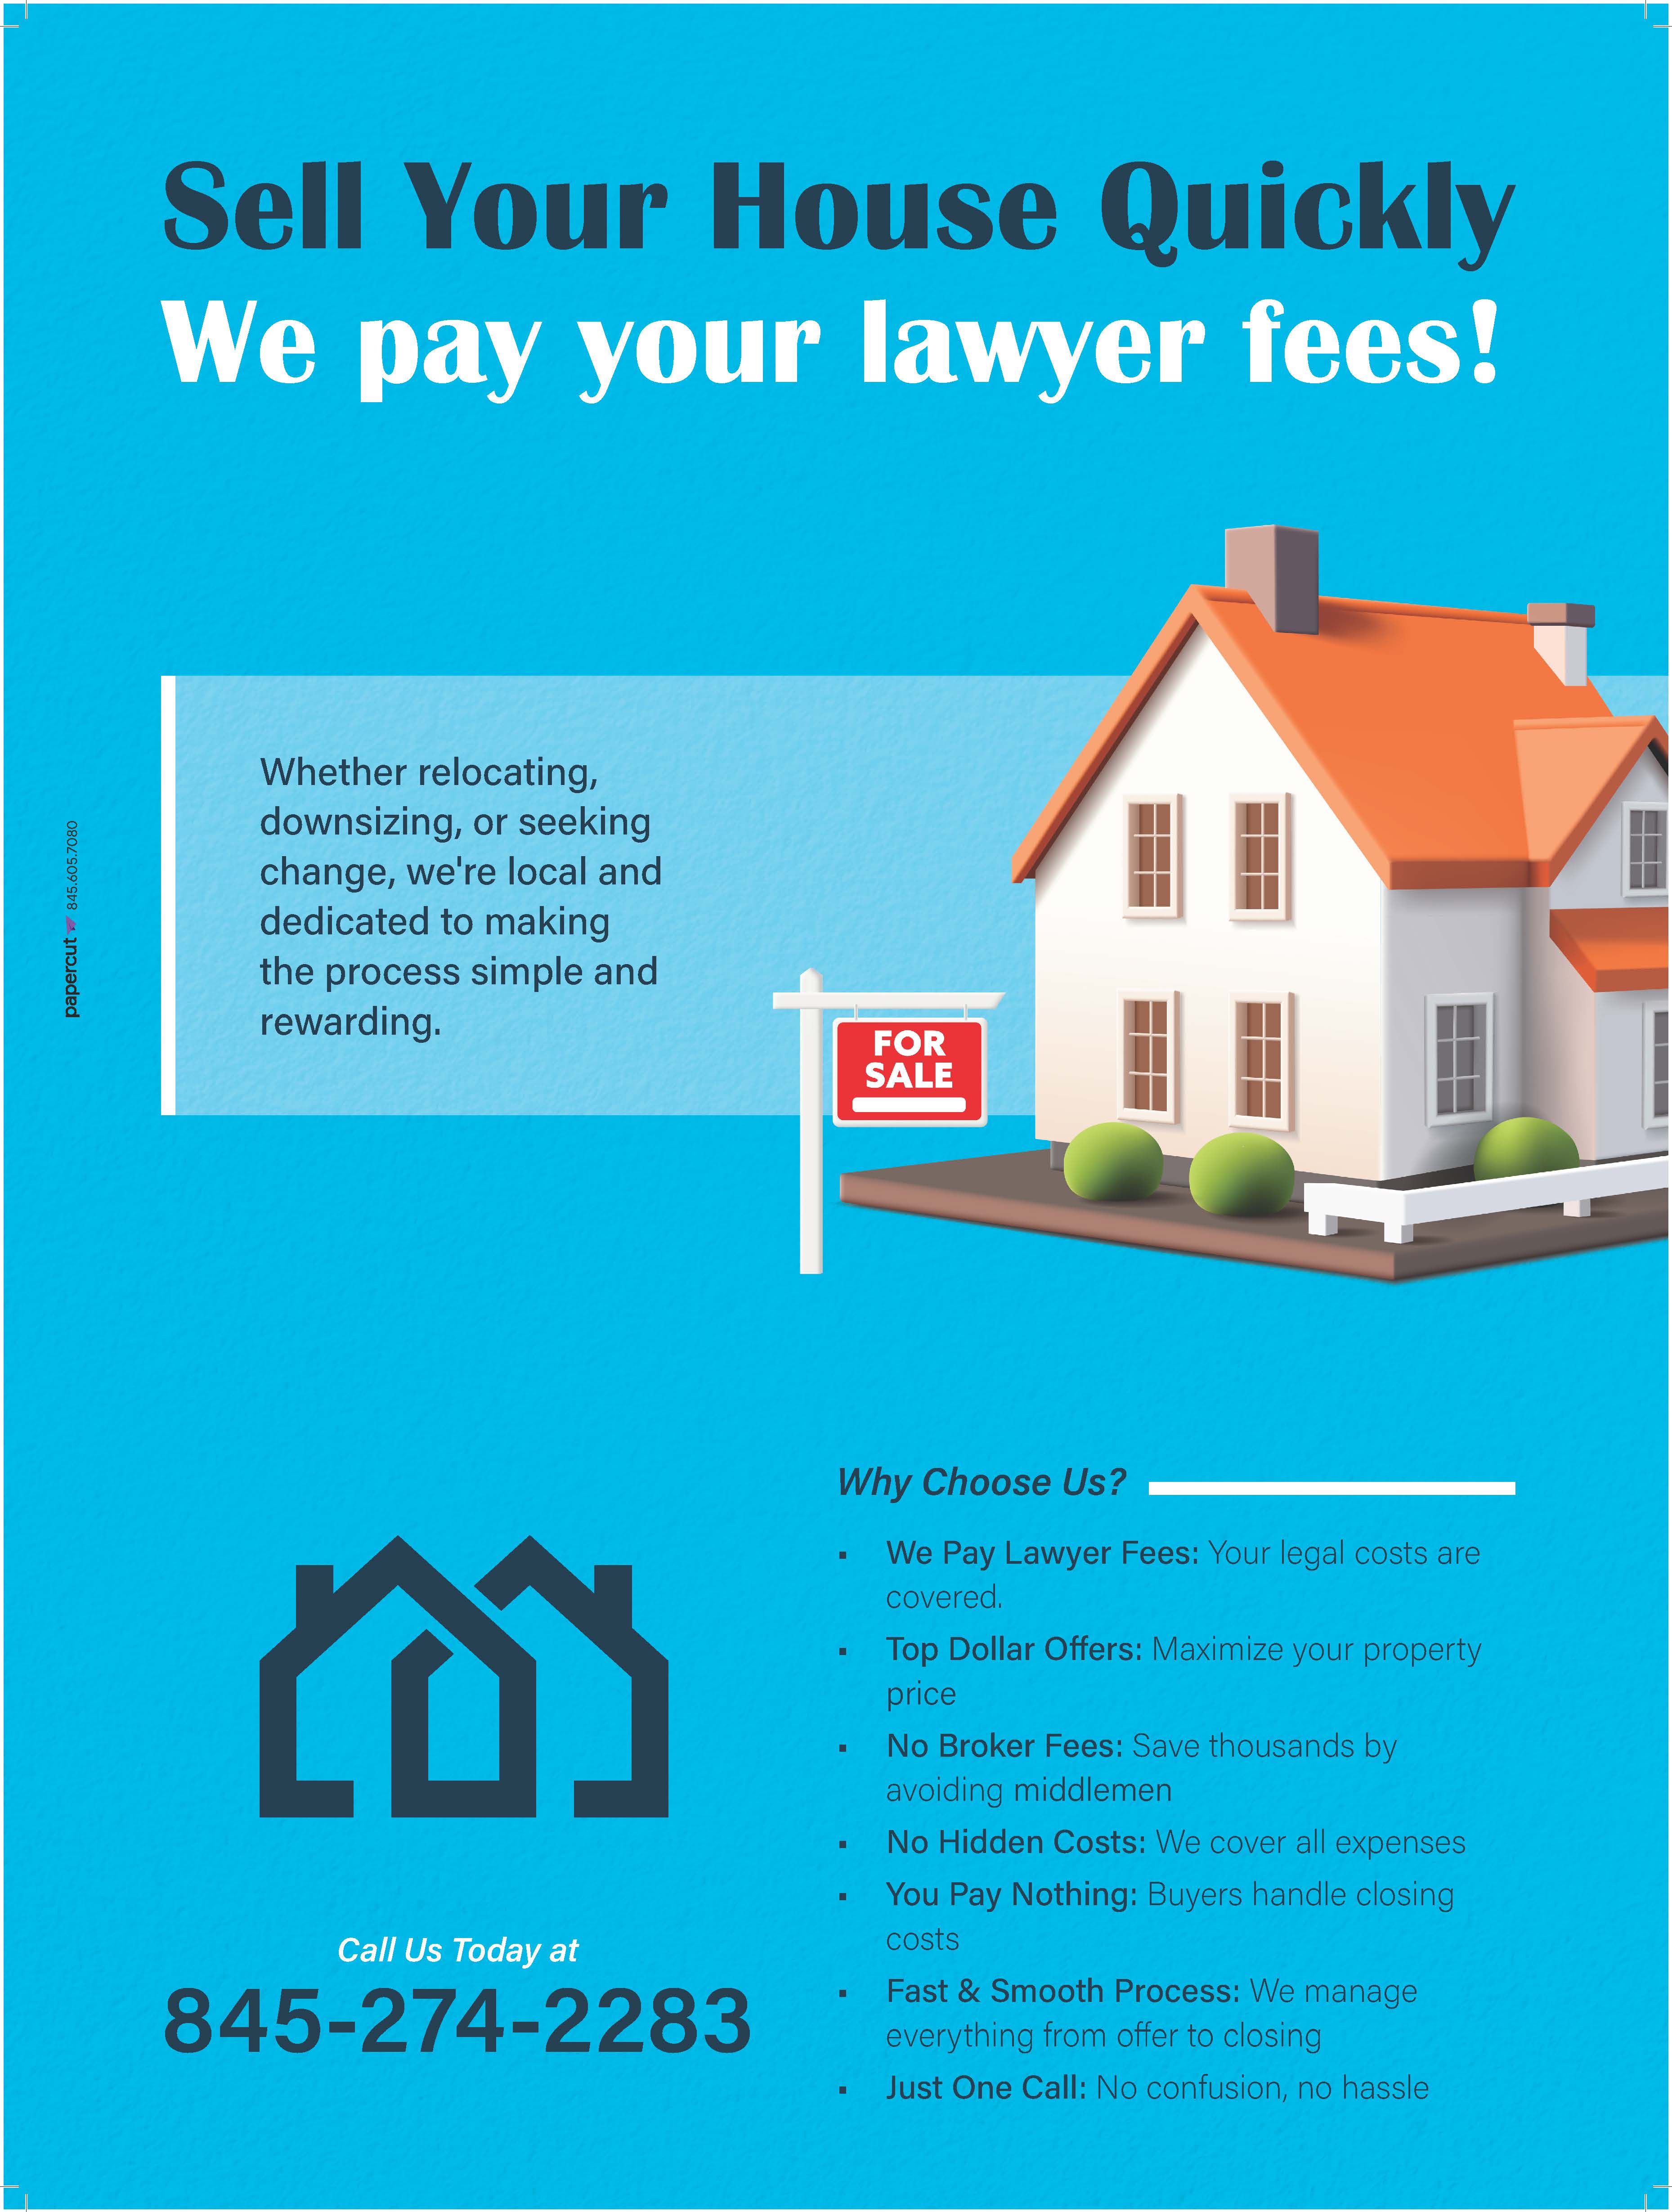 Sell Your House Quickly
We pay your lawyer fees!
Whether relocating,
downsizing, or seeking
change, we're local and
dedicated to making
the process simple and
rewarding.
papercut 845.605.7080
FOR
SALE
Why Choose Us?
▪ We Pay Lawyer Fees: Your legal costs are
covered.
▪ Top Dollar Offers: Maximize your property
price
▪ No Broker Fees: Save thousands by
avoiding middlemen
▪ No Hidden Costs: We cover all expenses
▪ You Pay Nothing: Buyers handle closing
costs
▪ Fast & Smooth Process: We manage
everything from offer to closing
▪ Just One Call: No confusion, no hassle
Call Us Today at
845-274-2283